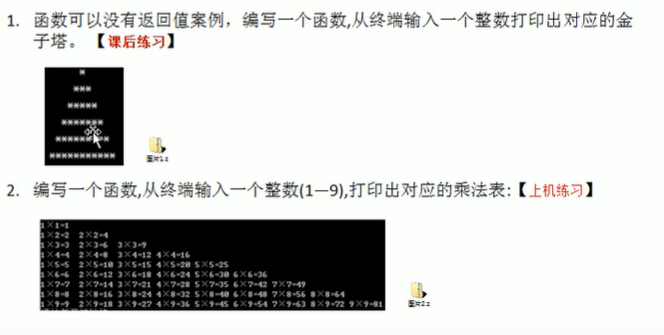 1. 函数可以没有返回值案例，编写一个函数,从终端输入一个整数打印出对应的金
子塔。【课后练习】
*
***
*****
*******
*********
***********
图片1.z
2. 编写一个函数,从终端输入一个整数(1—9),打印出对应的乘法表:【上机练习】
1×1=1
1×2=2 2×2=4
1×3=3 2×3=6 3×3=9
1×4=4 2×4=8 3×4=12 4×4=16
1×5=5 2×5=10 3×5=15 4×5=20 5×5=25
1×6=6 2×6=12 3×6=18 4×6=24 5×6=30 6×6=36
1×7=7 2×7=14 3×7=21 4×7=28 5×7=35 6×7=42 7×7=49
1×8=8 2×8=16 3×8=24 4×8=32 5×8=40 6×8=48 7×8=56 8×8=64
1×9=9 2×9=18 3×9=27 4×9=36 5×9=45 6×9=54 7×9=63 8×9=72 9×9=81
图片2.z